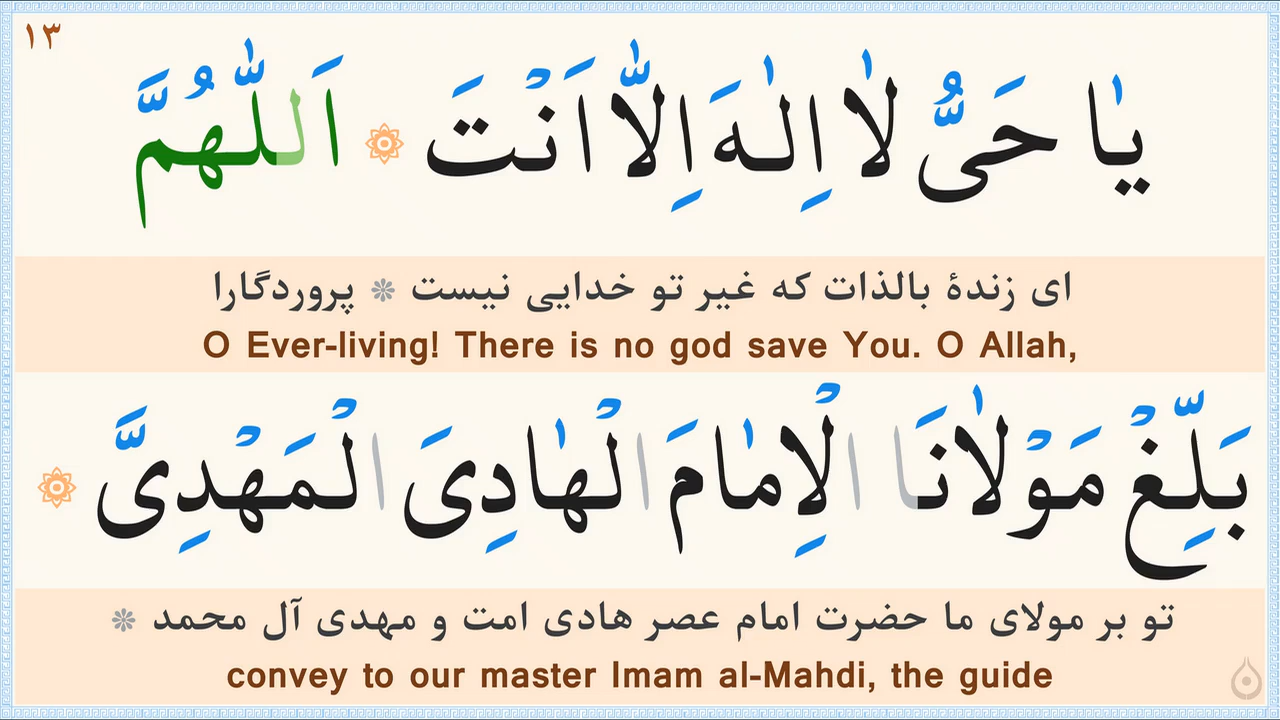 ١٣
يَا حَىُّ لٰا اِلٰهَ اِلّٰا اَنْتَ ۞ اَللّٰهُمَّ
ای زندهٔ بالذات که غیر تو خدایی نیست ❊ پروردگارا
O Ever-living! There is no god save You. O Allah,
بَلِّغْ مَوْلٰانَا الْاِمٰامَ الْهٰادِىَ الْمَهْدِىَّ ۞
تو بر مولای ما حضرت امام عصر هادی امت و مهدی آل محمد ❊
convey to our master Imam al-Mahdi, the guide